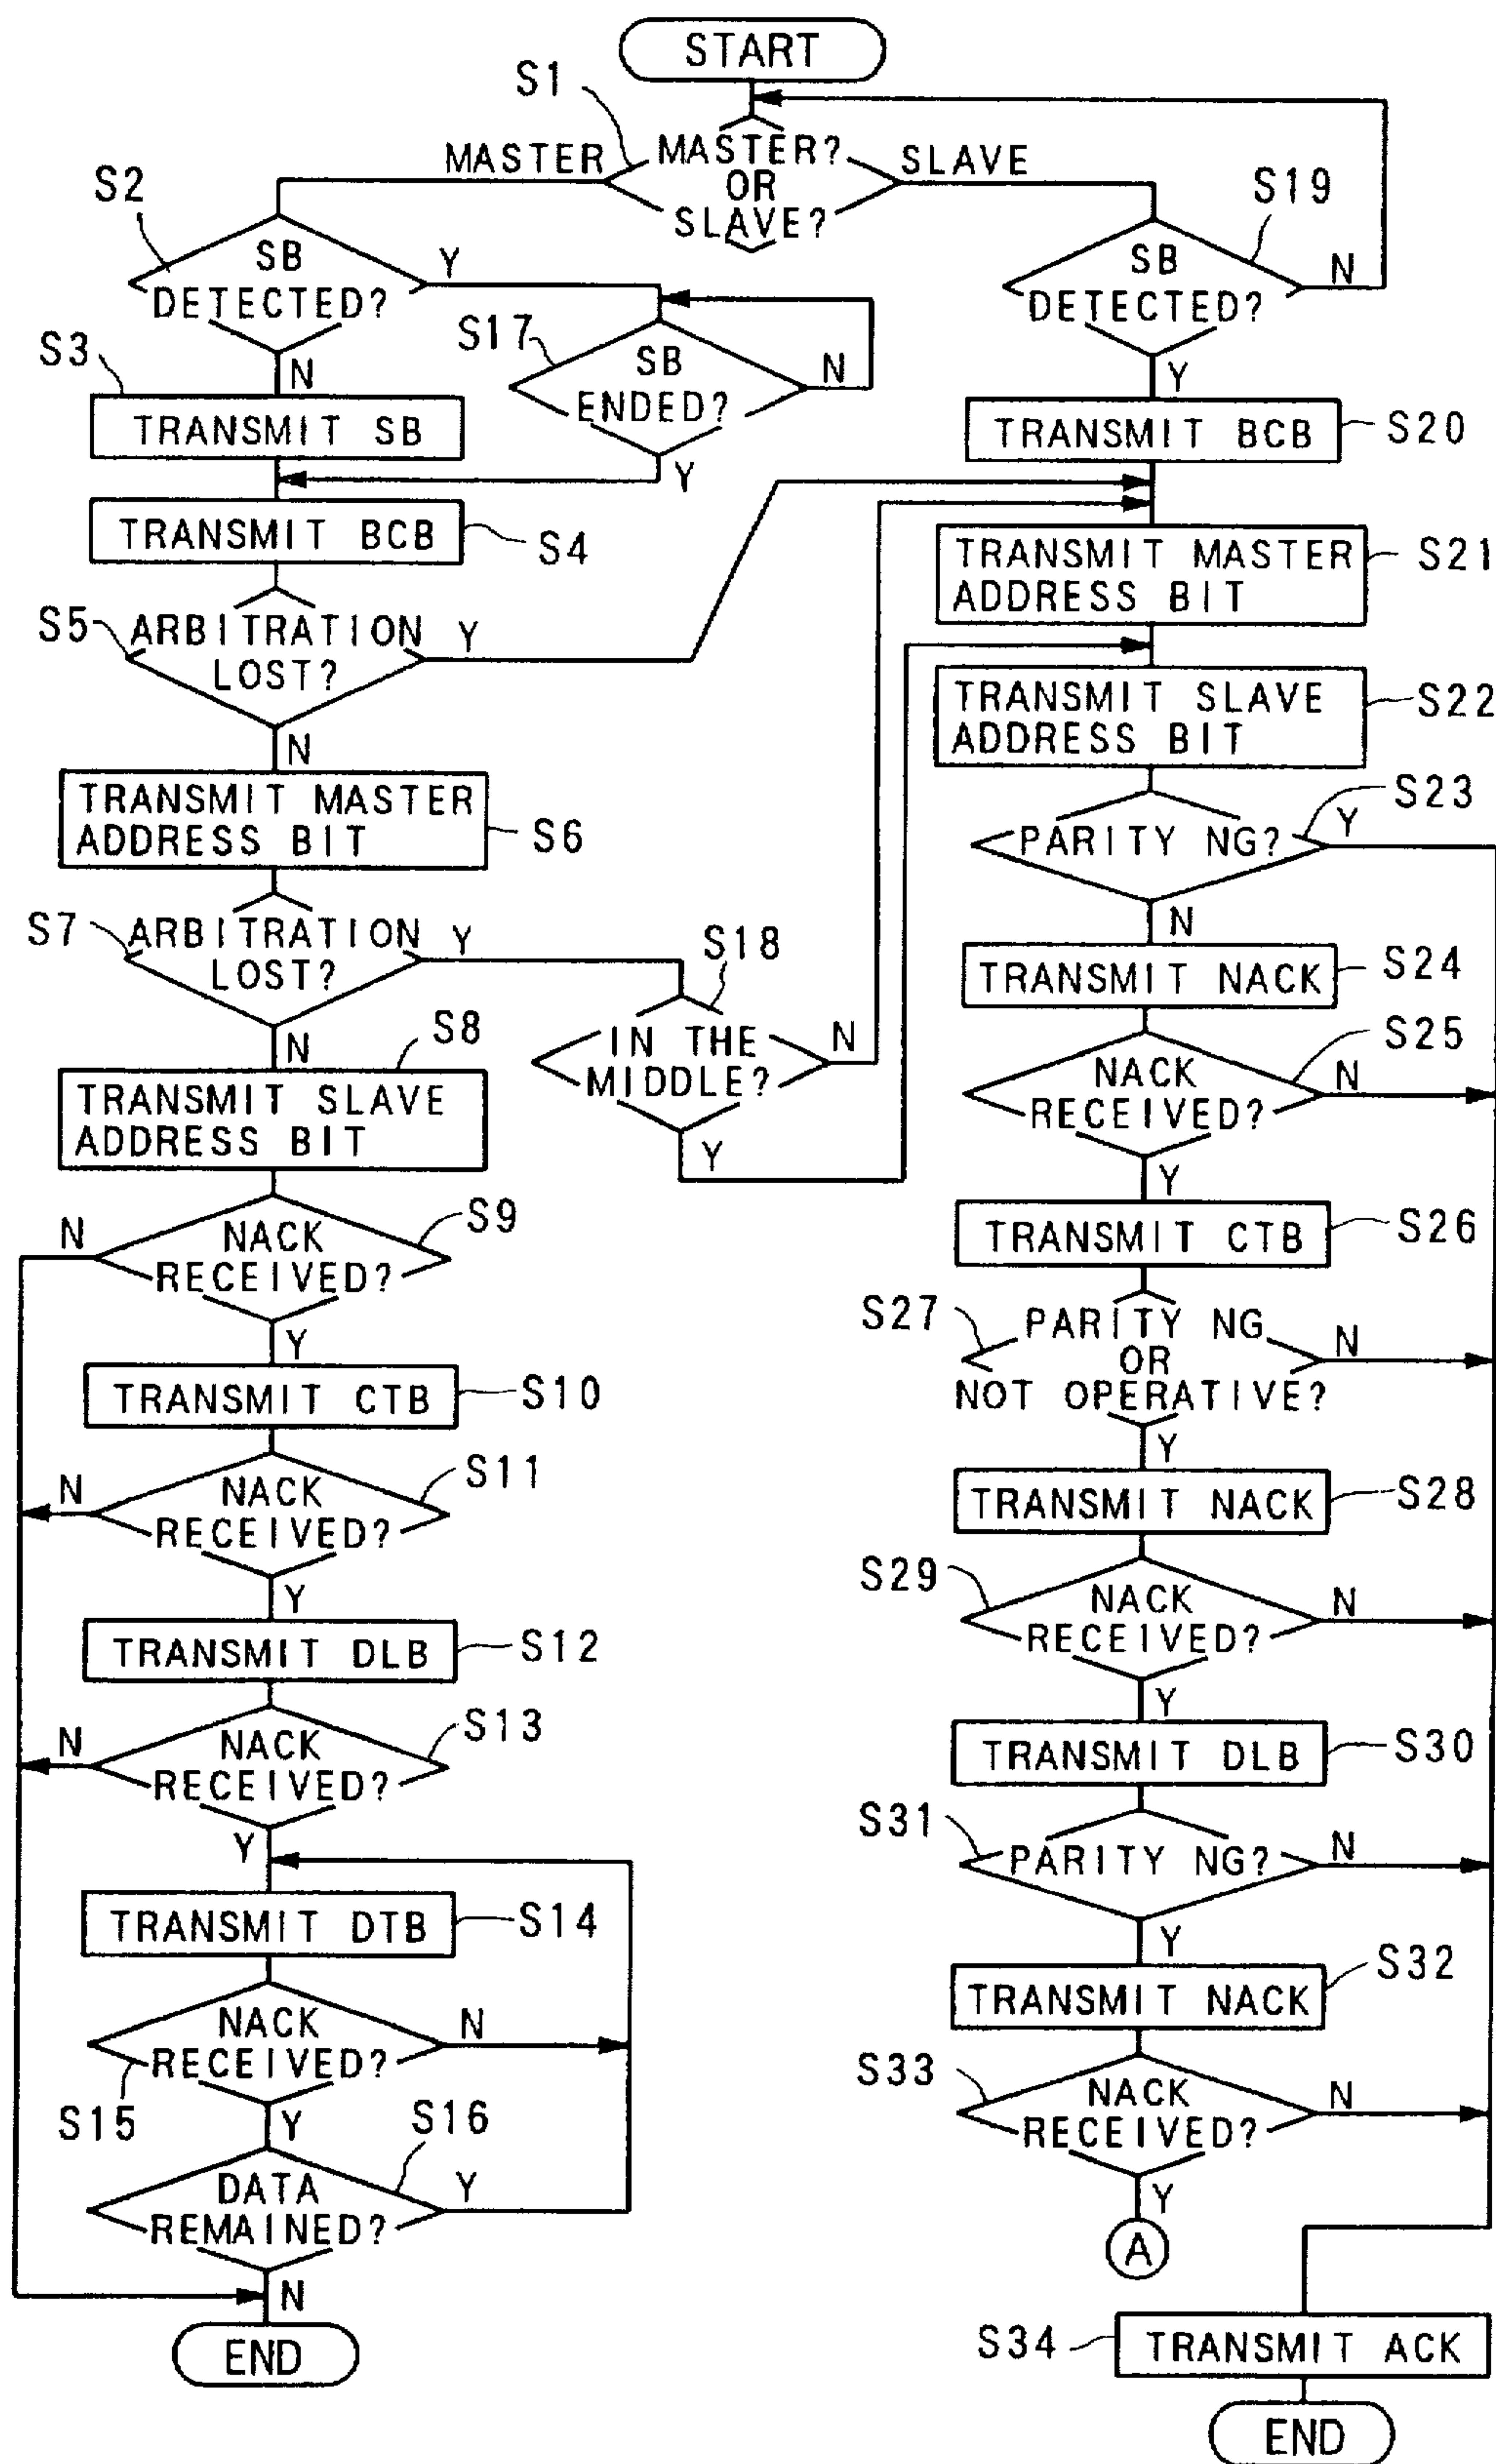 START
S1
MASTER
MASTER?
OR
SLAVE?
SLAVE
S2
SB
DETECTED?
Y
N
S17
SB
ENDED?
N
Y
S19
SB
DETECTED?
N
Y
S3
TRANSMIT SB
TRANSMIT BCB
S4
S5
ARBITRATION
LOST?
Y
N
TRANSMIT MASTER
ADDRESS BIT
S6
S7
ARBITRATION
LOST?
Y
N
S18
IN THE
MIDDLE?
N
Y
S8
TRANSMIT SLAVE
ADDRESS BIT
S9
NACK
RECEIVED?
N
Y
TRANSMIT CTB
S10
S11
NACK
RECEIVED?
N
Y
TRANSMIT DLB
S12
S13
NACK
RECEIVED?
N
Y
TRANSMIT DTB
S14
NACK
RECEIVED?
N
S15
Y
S16
DATA
REMAINED?
Y
N
END
TRANSMIT BCB
S20
TRANSMIT MASTER
ADDRESS BIT
S21
TRANSMIT SLAVE
ADDRESS BIT
S22
S23
PARITY NG?
Y
N
TRANSMIT NACK
S24
S25
NACK
RECEIVED?
N
Y
TRANSMIT CTB
S26
S27
PARITY NG
OR
NOT OPERATIVE?
N
Y
TRANSMIT NACK
S28
S29
NACK
RECEIVED?
N
Y
TRANSMIT DLB
S30
S31
PARITY NG?
N
Y
S32
TRANSMIT NACK
S33
NACK
RECEIVED?
N
Y
A
S34
TRANSMIT ACK
END